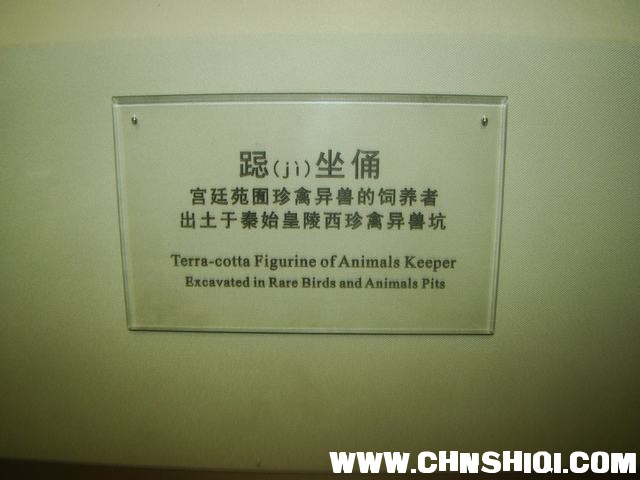 跽(jì)坐俑
宫廷苑囿珍禽异兽的饲养者
出土于秦始皇陵西珍禽异兽坑
Terra-cotta Figurine of Animals Keeper
Excavated in Rare Birds and Animals Pits
WWW.CHNSHIQI.COM